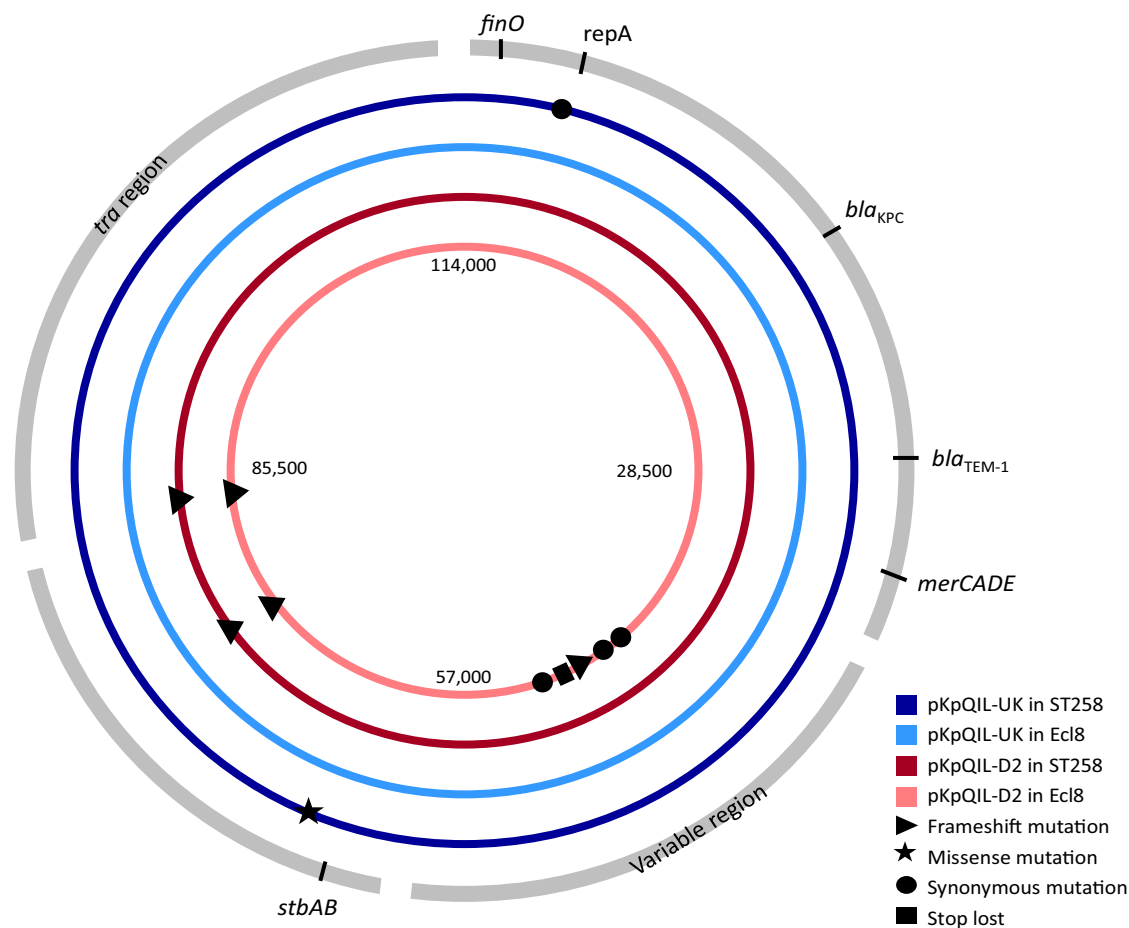 finO
repA
tra region
blaKPC
114,000
blaTEM-1
85,500
28,500
merCADE
57,000
Variable region
stbAB
pKpQIL-UK in ST258
pKpQIL-UK in Ecl8
pKpQIL-D2 in ST258
pKpQIL-D2 in Ecl8
Frameshift mutation
Missense mutation
Synonymous mutation
Stop lost